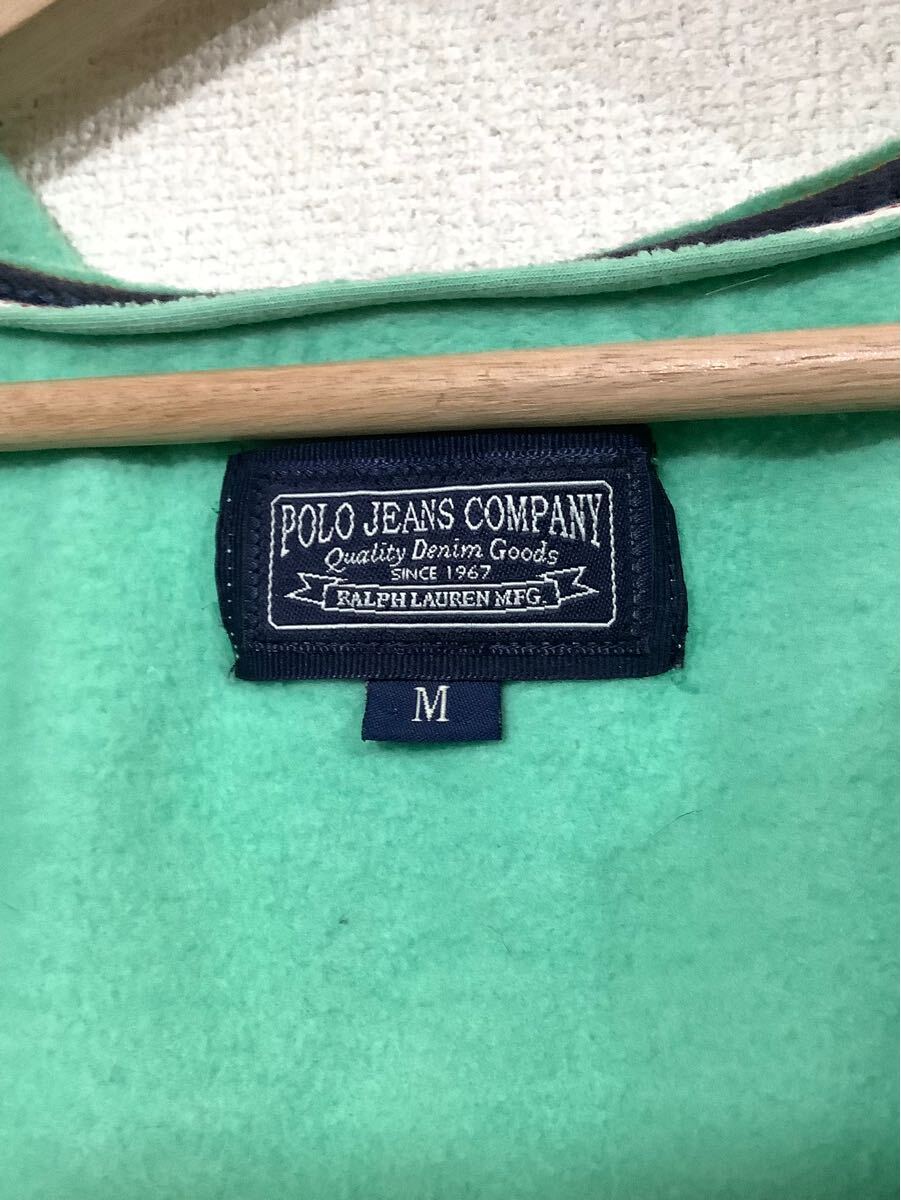 POLO JEANS COMPANY
Quality Denim Goods
SINCE 1967
RALPH LAUREN MFG.
M